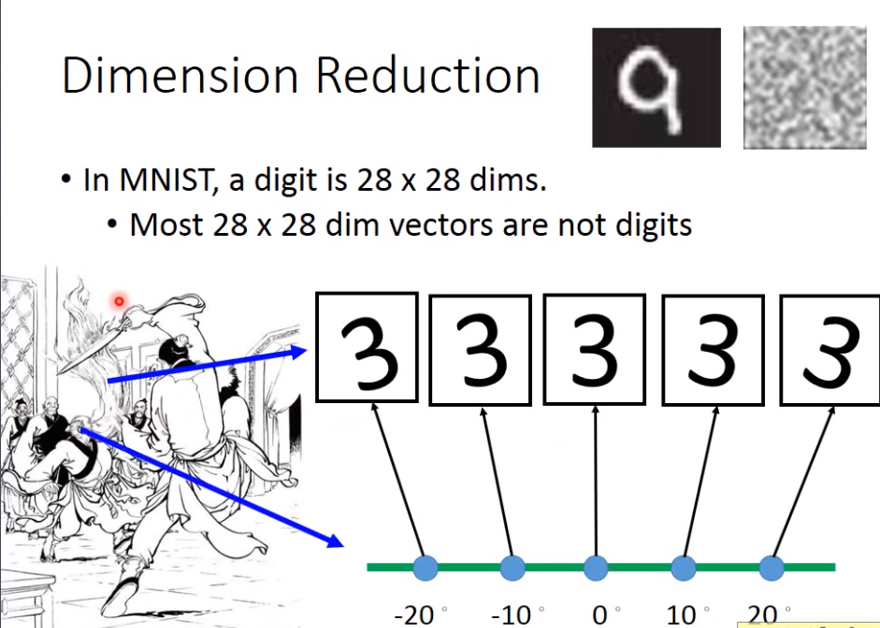 Dimension Reduction
• In MNIST, a digit is 28 x 28 dims.
• Most 28 x 28 dim vectors are not digits
9
3 3 3 3 3
-20 ° -10 ° 0 ° 10 ° 20 °